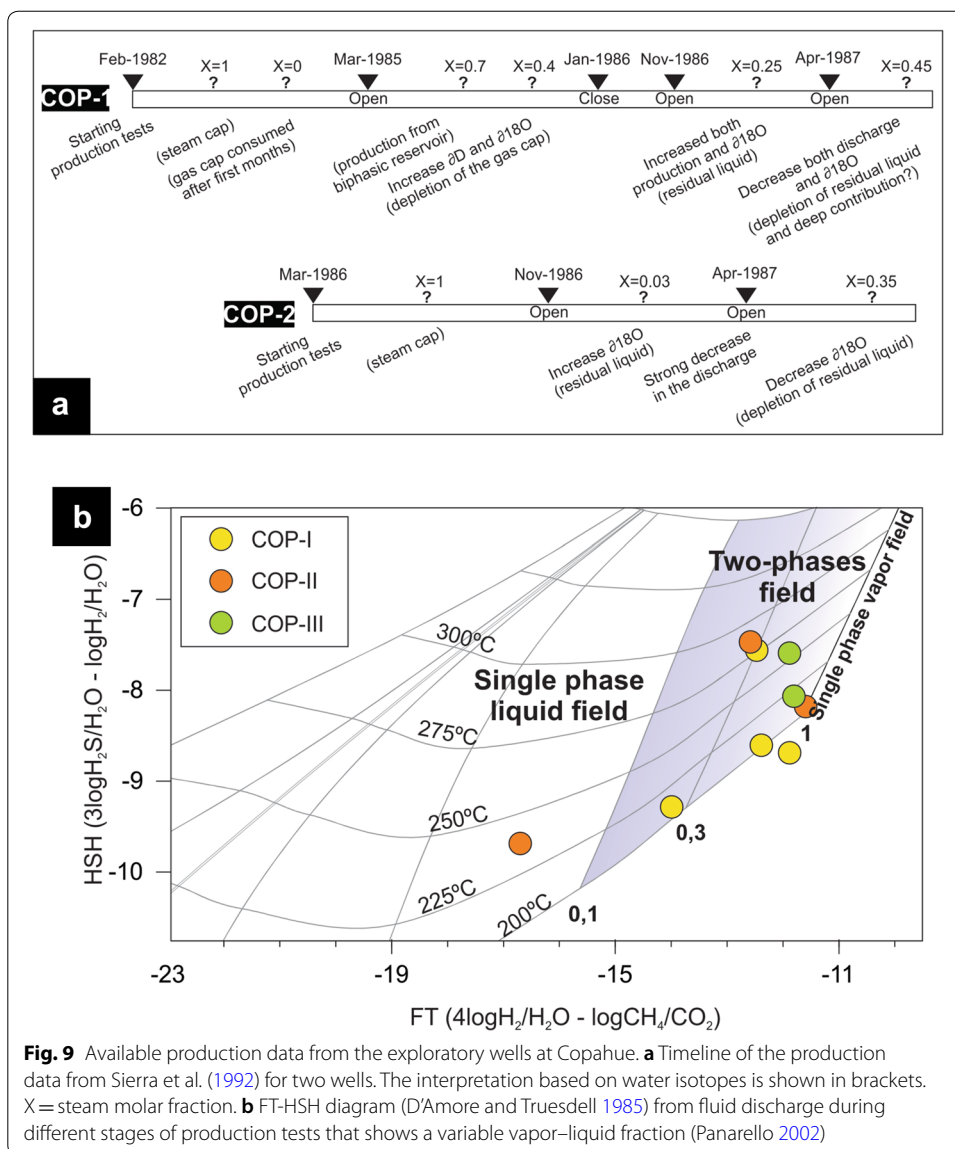 Feb-1982 X=1 X=0 Mar-1985 X=0.7 X=0.4 Jan-1986 Nov-1986 X=0.25 Apr-1987 X=0.45
? ? ? ? ? ?
COP-1 Open Close Open Open
Starting
production tests
(steam cap)
(gas cap consumed
after first months)
(production from
biphasic reservoir)
Increase ∂D and ∂18O
(depletion of the gas cap)
Increased both
production and ∂18O
(residual liquid)
Decrease both discharge
and ∂18O
(depletion of residual liquid
and deep contribution?)
Mar-1986 X=1 Nov-1986 X=0.03 Apr-1987 X=0.35
? ? ?
COP-2 Open Open
Starting
production tests
(steam cap)
Increase ∂18O
(residual liquid)
Strong decrease
in the discharge
Decrease ∂18O
(depletion of residual liquid)
a
b
HSH (3logH₂S/H₂O - logH₂/H₂O)
-6
-7
-8
-9
-10
COP-I
COP-II
COP-III
Two-phases
field
Single phase vapor field
Single phase
liquid field
300ºC
275ºC
250ºC
225ºC
200ºC
1
0,3
0,1
-23 -19 -15 -11
FT (4logH₂/H₂O - logCH₄/CO₂)
Fig. 9 Available production data from the exploratory wells at Copahue. a Timeline of the production
data from Sierra et al. (1992) for two wells. The interpretation based on water isotopes is shown in brackets.
X = steam molar fraction. b FT-HSH diagram (D'Amore and Truesdell 1985) from fluid discharge during
different stages of production tests that shows a variable vapor–liquid fraction (Panarello 2002)